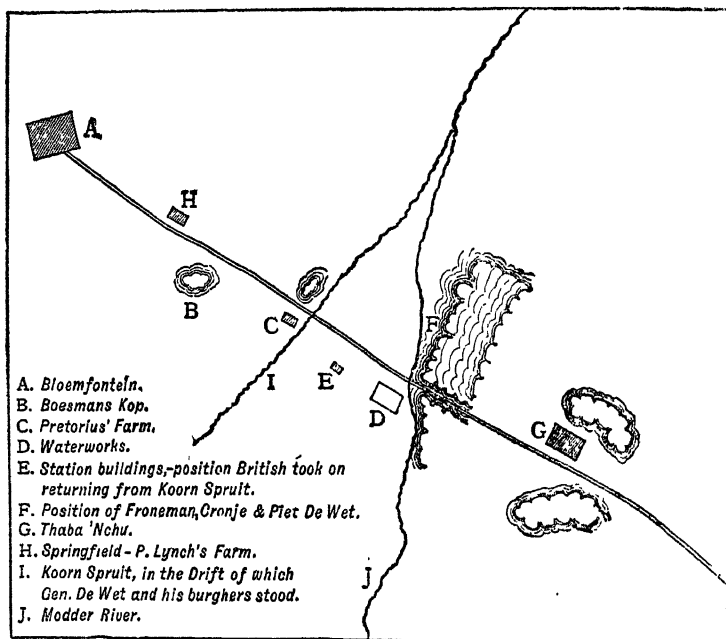 A
H
B
C
I
E
D
F
G
J
A. Bloemfontein.
B. Boesmans Kop.
C. Pretorius' Farm.
D. Waterworks.
E. Station buildings,-position British took on
returning from Koorn Spruit.
F. Position of Froneman, Cronje & Piet De Wet.
G. Thaba 'Nchu.
H. Springfield - P. Lynch's Farm.
I. Koorn Spruit, in the Drift of which
Gen. De Wet and his burghers stood.
J. Modder River.